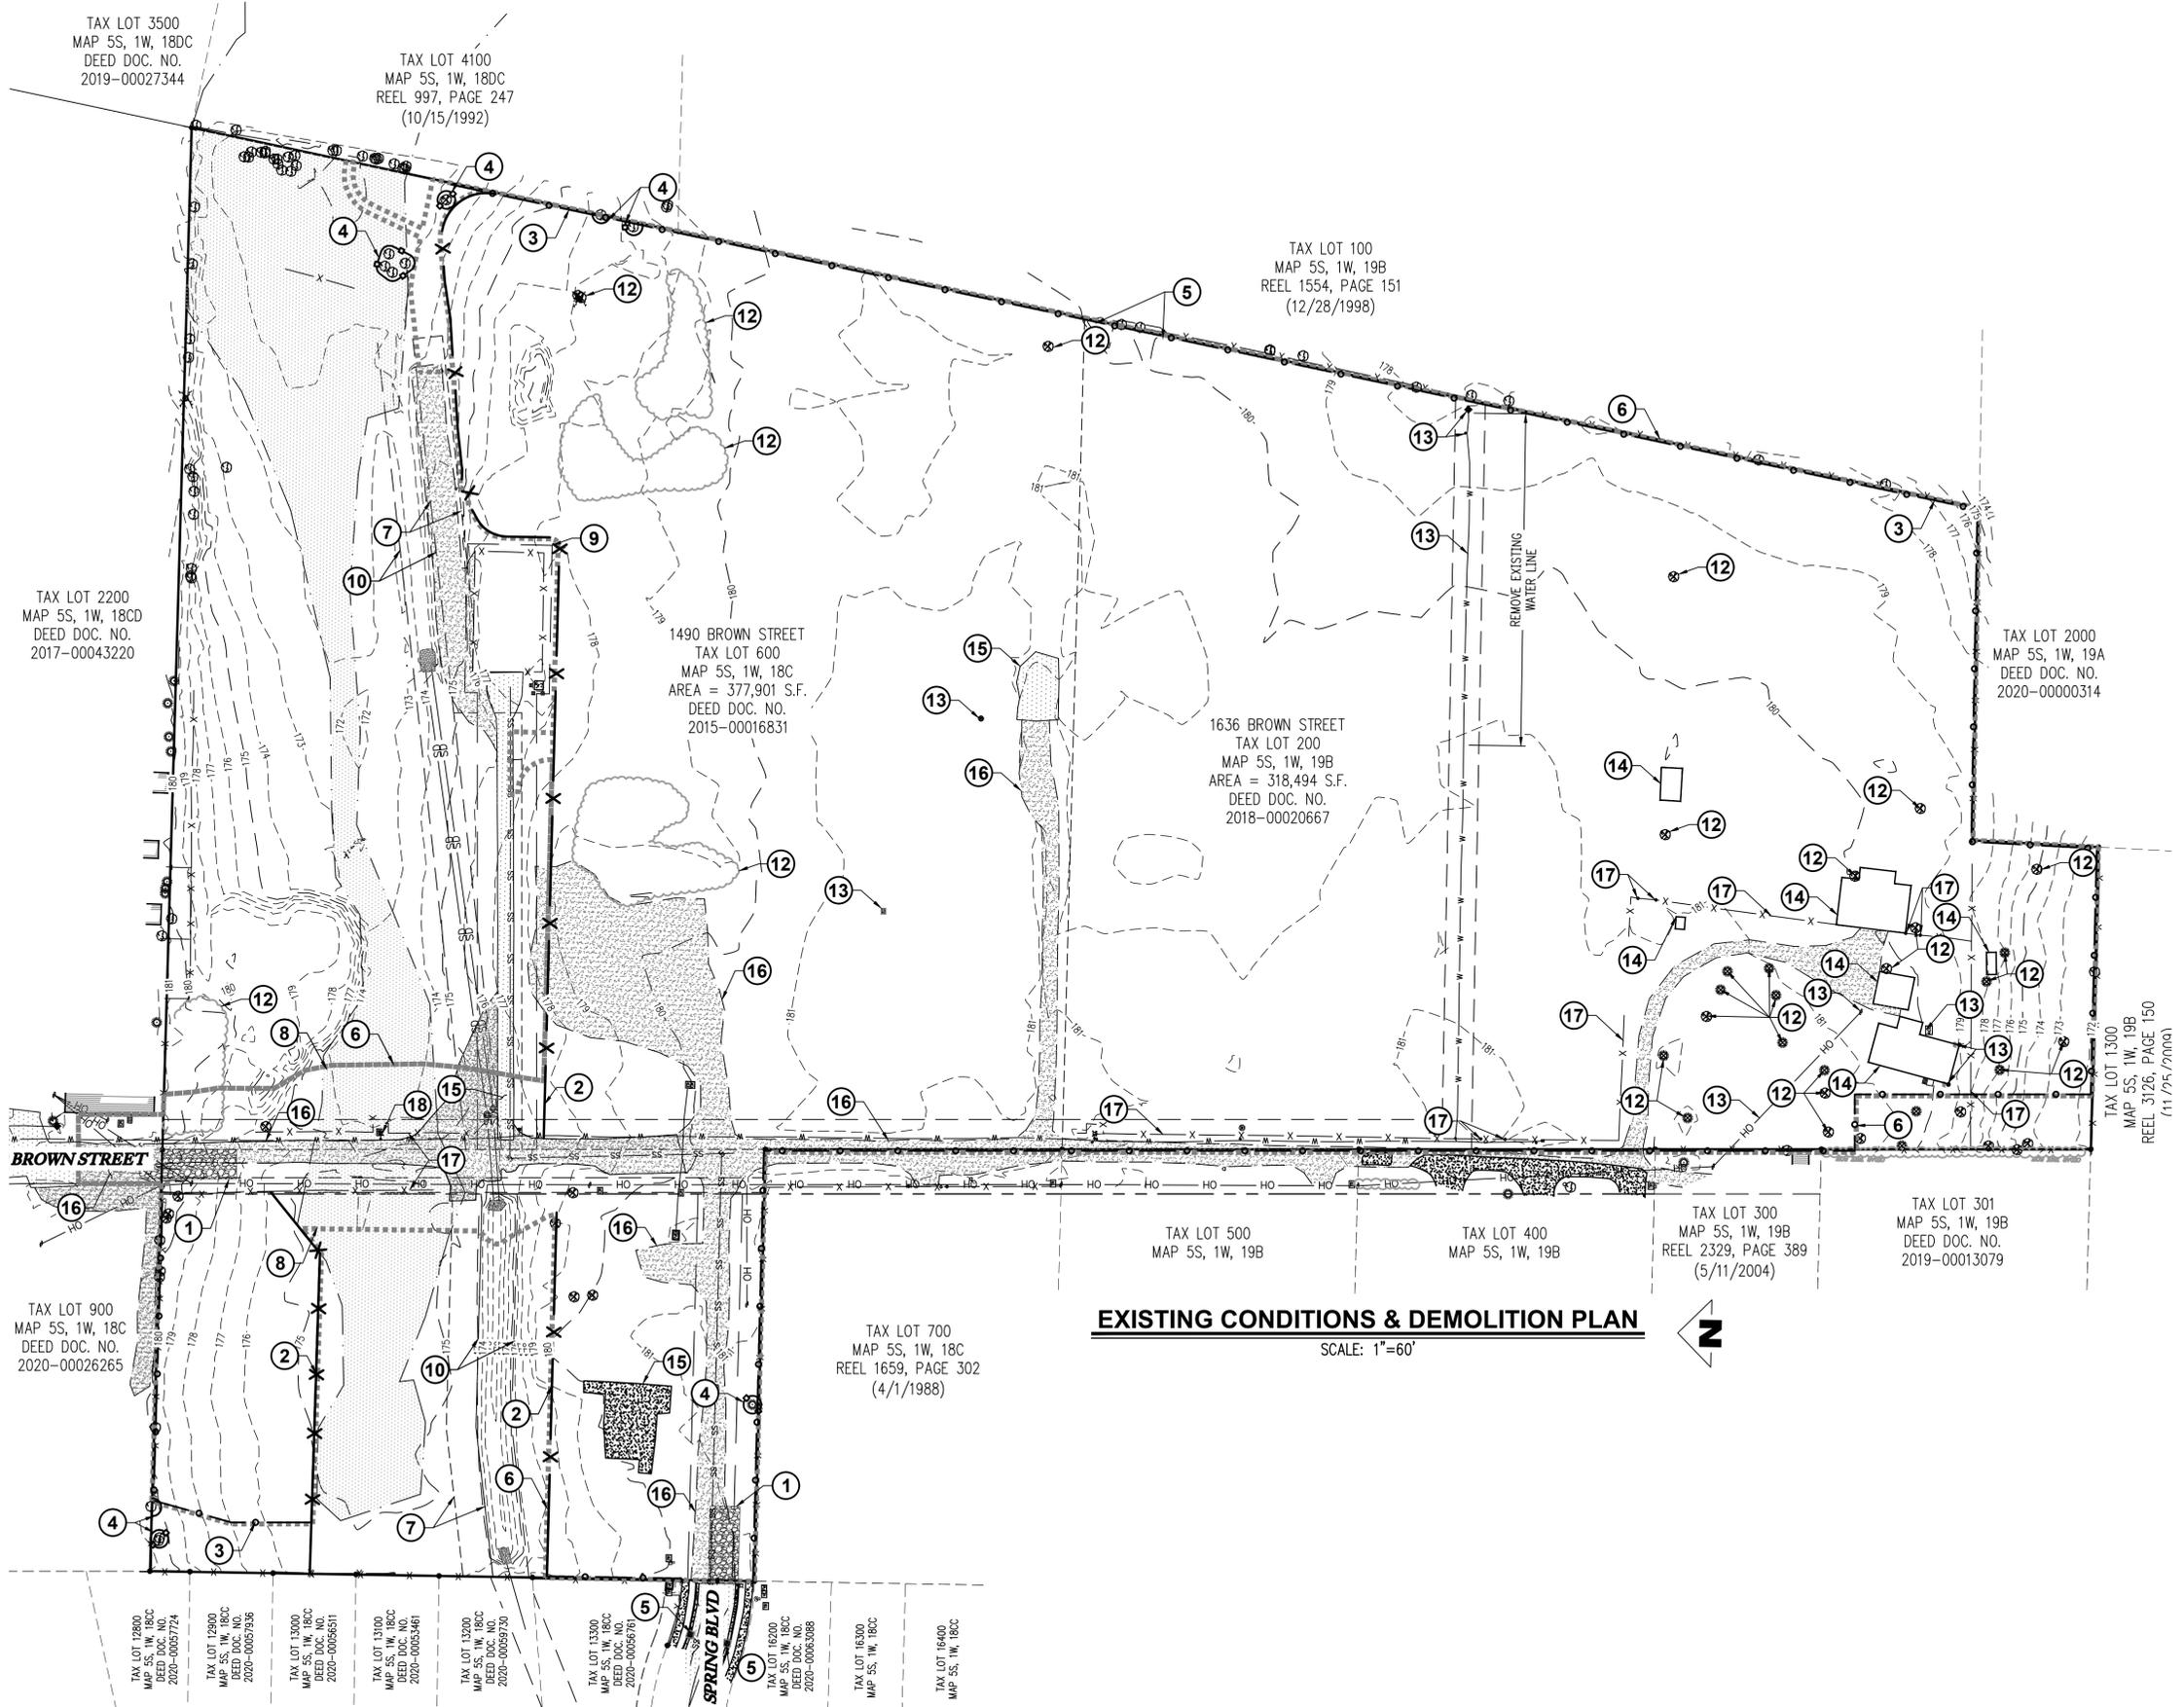 TAX LOT 3500
MAP 5S, 1W, 18DC
DEED DOC. NO.
2019-00027344
TAX LOT 4100
MAP 5S, 1W, 18DC
REEL 997, PAGE 247
(10/15/1992)
TAX LOT 100
MAP 5S, 1W, 19B
REEL 1554, PAGE 151
(12/28/1998)
TAX LOT 2200
MAP 5S, 1W, 18CD
DEED DOC. NO.
2017-00043220
1490 BROWN STREET
TAX LOT 600
MAP 5S, 1W, 18C
AREA = 377,901 S.F.
DEED DOC. NO.
2015-00016831
1636 BROWN STREET
TAX LOT 200
MAP 5S, 1W, 19B
AREA = 318,494 S.F.
DEED DOC. NO.
2018-00020667
REMOVE EXISTING
WATER LINE
TAX LOT 2000
MAP 5S, 1W, 19A
DEED DOC. NO.
2020-00000314
TAX LOT 1300
MAP 5S, 1W, 19B
REEL 3126, PAGE 150
(11/25/2009)
BROWN STREET
TAX LOT 500
MAP 5S, 1W, 19B
TAX LOT 400
MAP 5S, 1W, 19B
TAX LOT 300
MAP 5S, 1W, 19B
REEL 2329, PAGE 389
(5/11/2004)
TAX LOT 301
MAP 5S, 1W, 19B
DEED DOC. NO.
2019-00013079
TAX LOT 900
MAP 5S, 1W, 18C
DEED DOC. NO.
2020-00026265
TAX LOT 700
MAP 5S, 1W, 18C
REEL 1659, PAGE 302
(4/1/1988)
EXISTING CONDITIONS & DEMOLITION PLAN
SCALE: 1"=60'
N
TAX LOT 12800
MAP 5S, 1W, 18CC
DEED DOC. NO.
2020-00057724
TAX LOT 12900
MAP 5S, 1W, 18CC
DEED DOC. NO.
2020-00057936
TAX LOT 13000
MAP 5S, 1W, 18CC
DEED DOC. NO.
2020-00056511
TAX LOT 13100
MAP 5S, 1W, 18CC
DEED DOC. NO.
2020-00053461
TAX LOT 13200
MAP 5S, 1W, 18CC
DEED DOC. NO.
2020-00059730
TAX LOT 13300
MAP 5S, 1W, 18CC
DEED DOC. NO.
2020-00056761
SPRING BLVD
TAX LOT 16200
MAP 5S, 1W, 18CC
DEED DOC. NO.
2020-00063088
TAX LOT 16300
MAP 5S, 1W, 18CC
TAX LOT 16400
MAP 5S, 1W, 18CC